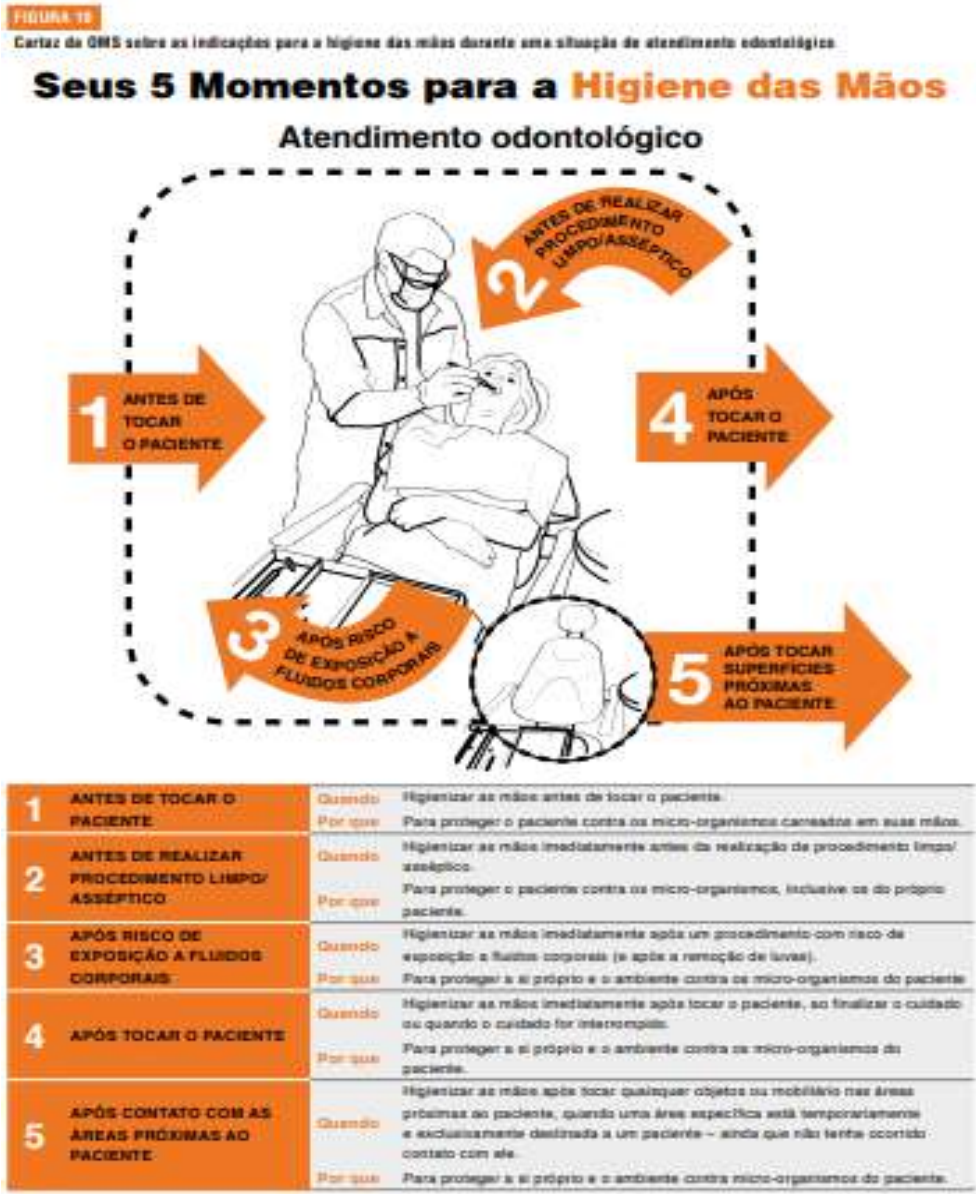 FIGURA 10
Cartaz da OMS sobre as indicações para a higiene das mãos durante uma situação de atendimento odontológico
Seus 5 Momentos para a Higiene das Mãos
Atendimento odontológico
1
ANTES DE
TOCAR
O PACIENTE
2
ANTES DE REALIZAR
PROCEDIMENTO
LIMPO/ASSÉPTICO
3
APÓS RISCO
DE EXPOSIÇÃO A
FLUIDOS CORPORAIS
4
APÓS
TOCAR O
PACIENTE
5
APÓS TOCAR
SUPERFÍCIES
PRÓXIMAS
AO PACIENTE
1
ANTES DE TOCAR O
PACIENTE
Quando
Higienizar as mãos antes de tocar o paciente.
Por que
Para proteger o paciente contra os micro-organismos carreados em suas mãos.
2
ANTES DE REALIZAR
PROCEDIMENTO LIMPO/
ASSÉPTICO
Quando
Higienizar as mãos imediatamente antes da realização de procedimento limpo/
asséptico.
Por que
Para proteger o paciente contra os micro-organismos, inclusive os do próprio
paciente.
3
APÓS RISCO DE
EXPOSIÇÃO A FLUIDOS
CORPORAIS
Quando
Higienizar as mãos imediatamente após um procedimento com risco de
exposição a fluidos corporais (e após a remoção de luvas).
Por que
Para proteger a si próprio e o ambiente contra os micro-organismos do paciente
4
APÓS TOCAR O PACIENTE
Quando
Higienizar as mãos imediatamente após tocar o paciente, ao finalizar o cuidado
ou quando o cuidado for interrompido.
Por que
Para proteger a si próprio e o ambiente contra os micro-organismos do
paciente.
5
APÓS CONTATO COM AS
ÁREAS PRÓXIMAS AO
PACIENTE
Quando
Higienizar as mãos após tocar quaisquer objetos ou mobiliário nas áreas
próximas ao paciente, quando uma área específica está temporariamente
e exclusivamente destinada a um paciente – ainda que não tenha ocorrido
contato com ele.
Por que
Para proteger a si próprio e o ambiente contra micro-organismos do paciente.